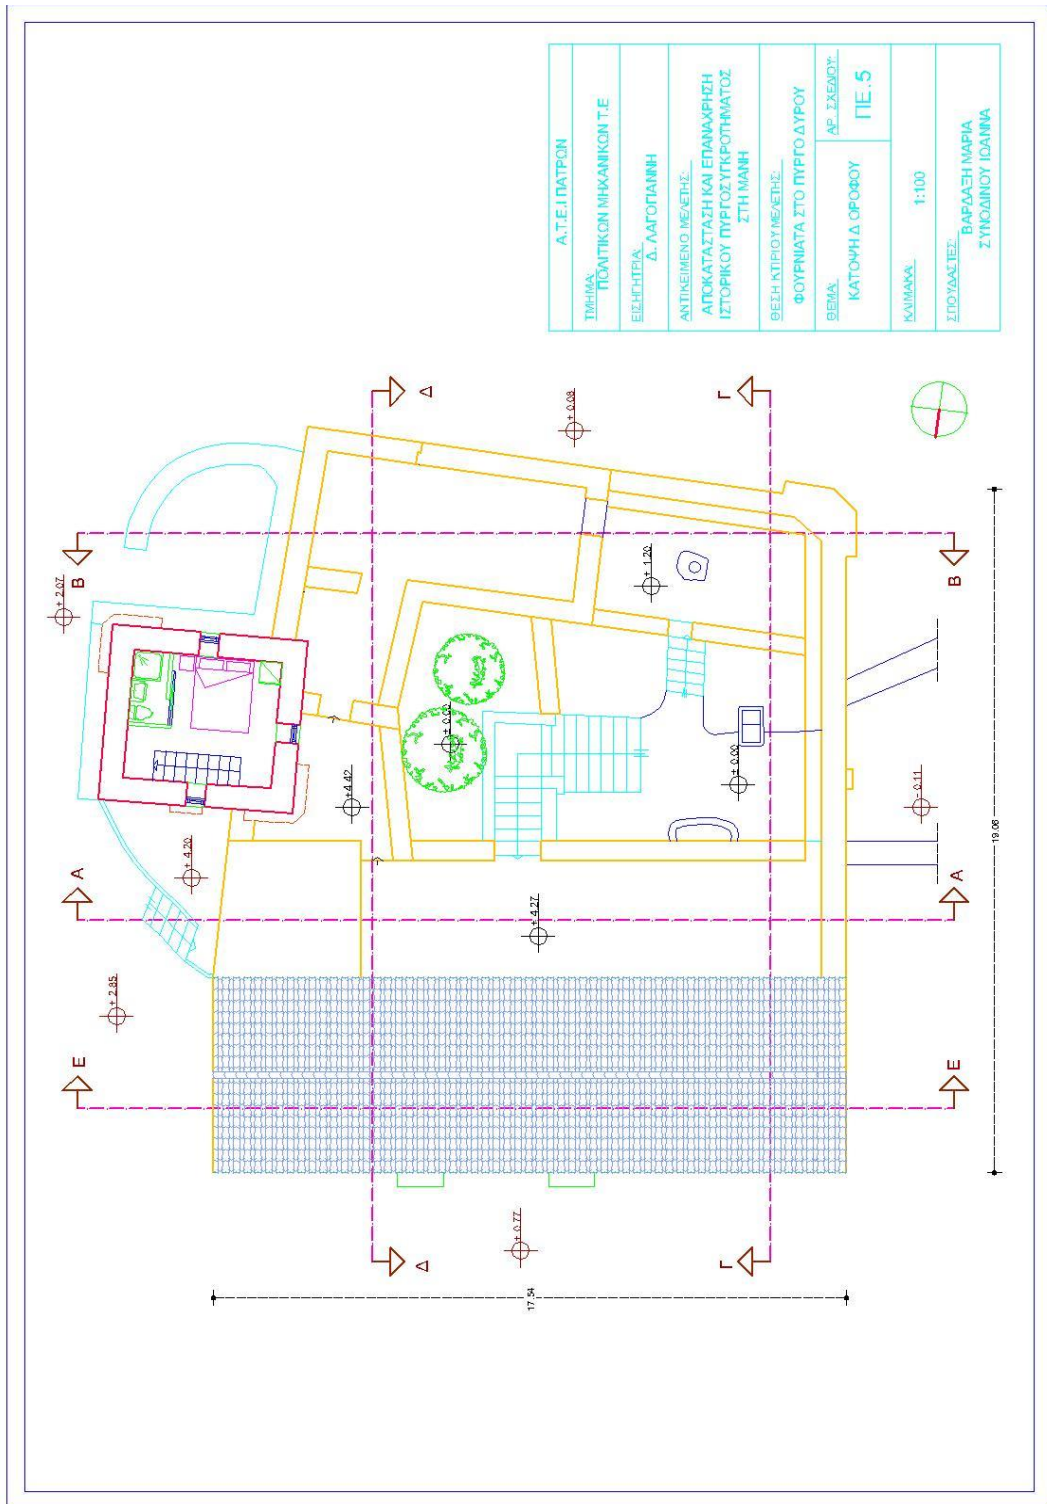 Α.Τ.Ε.Ι ΠΑΤΡΩΝ
ΤΜΗΜΑ:
ΠΟΛΙΤΙΚΩΝ ΜΗΧΑΝΙΚΩΝ Τ.Ε
ΕΙΣΗΓΗΤΡΙΑ:
Δ. ΛΑΓΟΓΙΑΝΝΗ
ΑΝΤΙΚΕΙΜΕΝΟ ΜΕΛΕΤΗΣ:
ΑΠΟΚΑΤΑΣΤΑΣΗ ΚΑΙ ΕΠΑΝΑΧΡΗΣΗ
ΙΣΤΟΡΙΚΟΥ ΠΥΡΓΟΣΥΓΚΡΟΤΗΜΑΤΟΣ
ΣΤΗ ΜΑΝΗ
ΘΕΣΗ ΚΤΙΡΙΟΥ ΜΕΛΕΤΗΣ:
ΦΟΥΡΝΙΑΤΑ ΣΤΟ ΠΥΡΓΟ ΔΥΡΟΥ
ΘΕΜΑ:
ΚΑΤΟΨΗ Δ ΟΡΟΦΟΥ
ΑΡ. ΣΧΕΔΙΟΥ:
ΠΕ.5
ΚΛΙΜΑΚΑ:
1:100
ΣΠΟΥΔΑΣΤΕΣ:
ΒΑΡΔΑΞΗ ΜΑΡΙΑ
ΣΥΝΟΔΙΝΟΥ ΙΩΑΝΝΑ
Δ
Γ
+ 0.08
Β
Β
+ 2.07
+ 1.20
+ 0.00
+ 0.00
+4.42
- 0.11
+ 4.20
Α
Α
+ 4.27
+ 2.85
Ε
Ε
+ 0.77
Δ
Γ
17.54
19.06